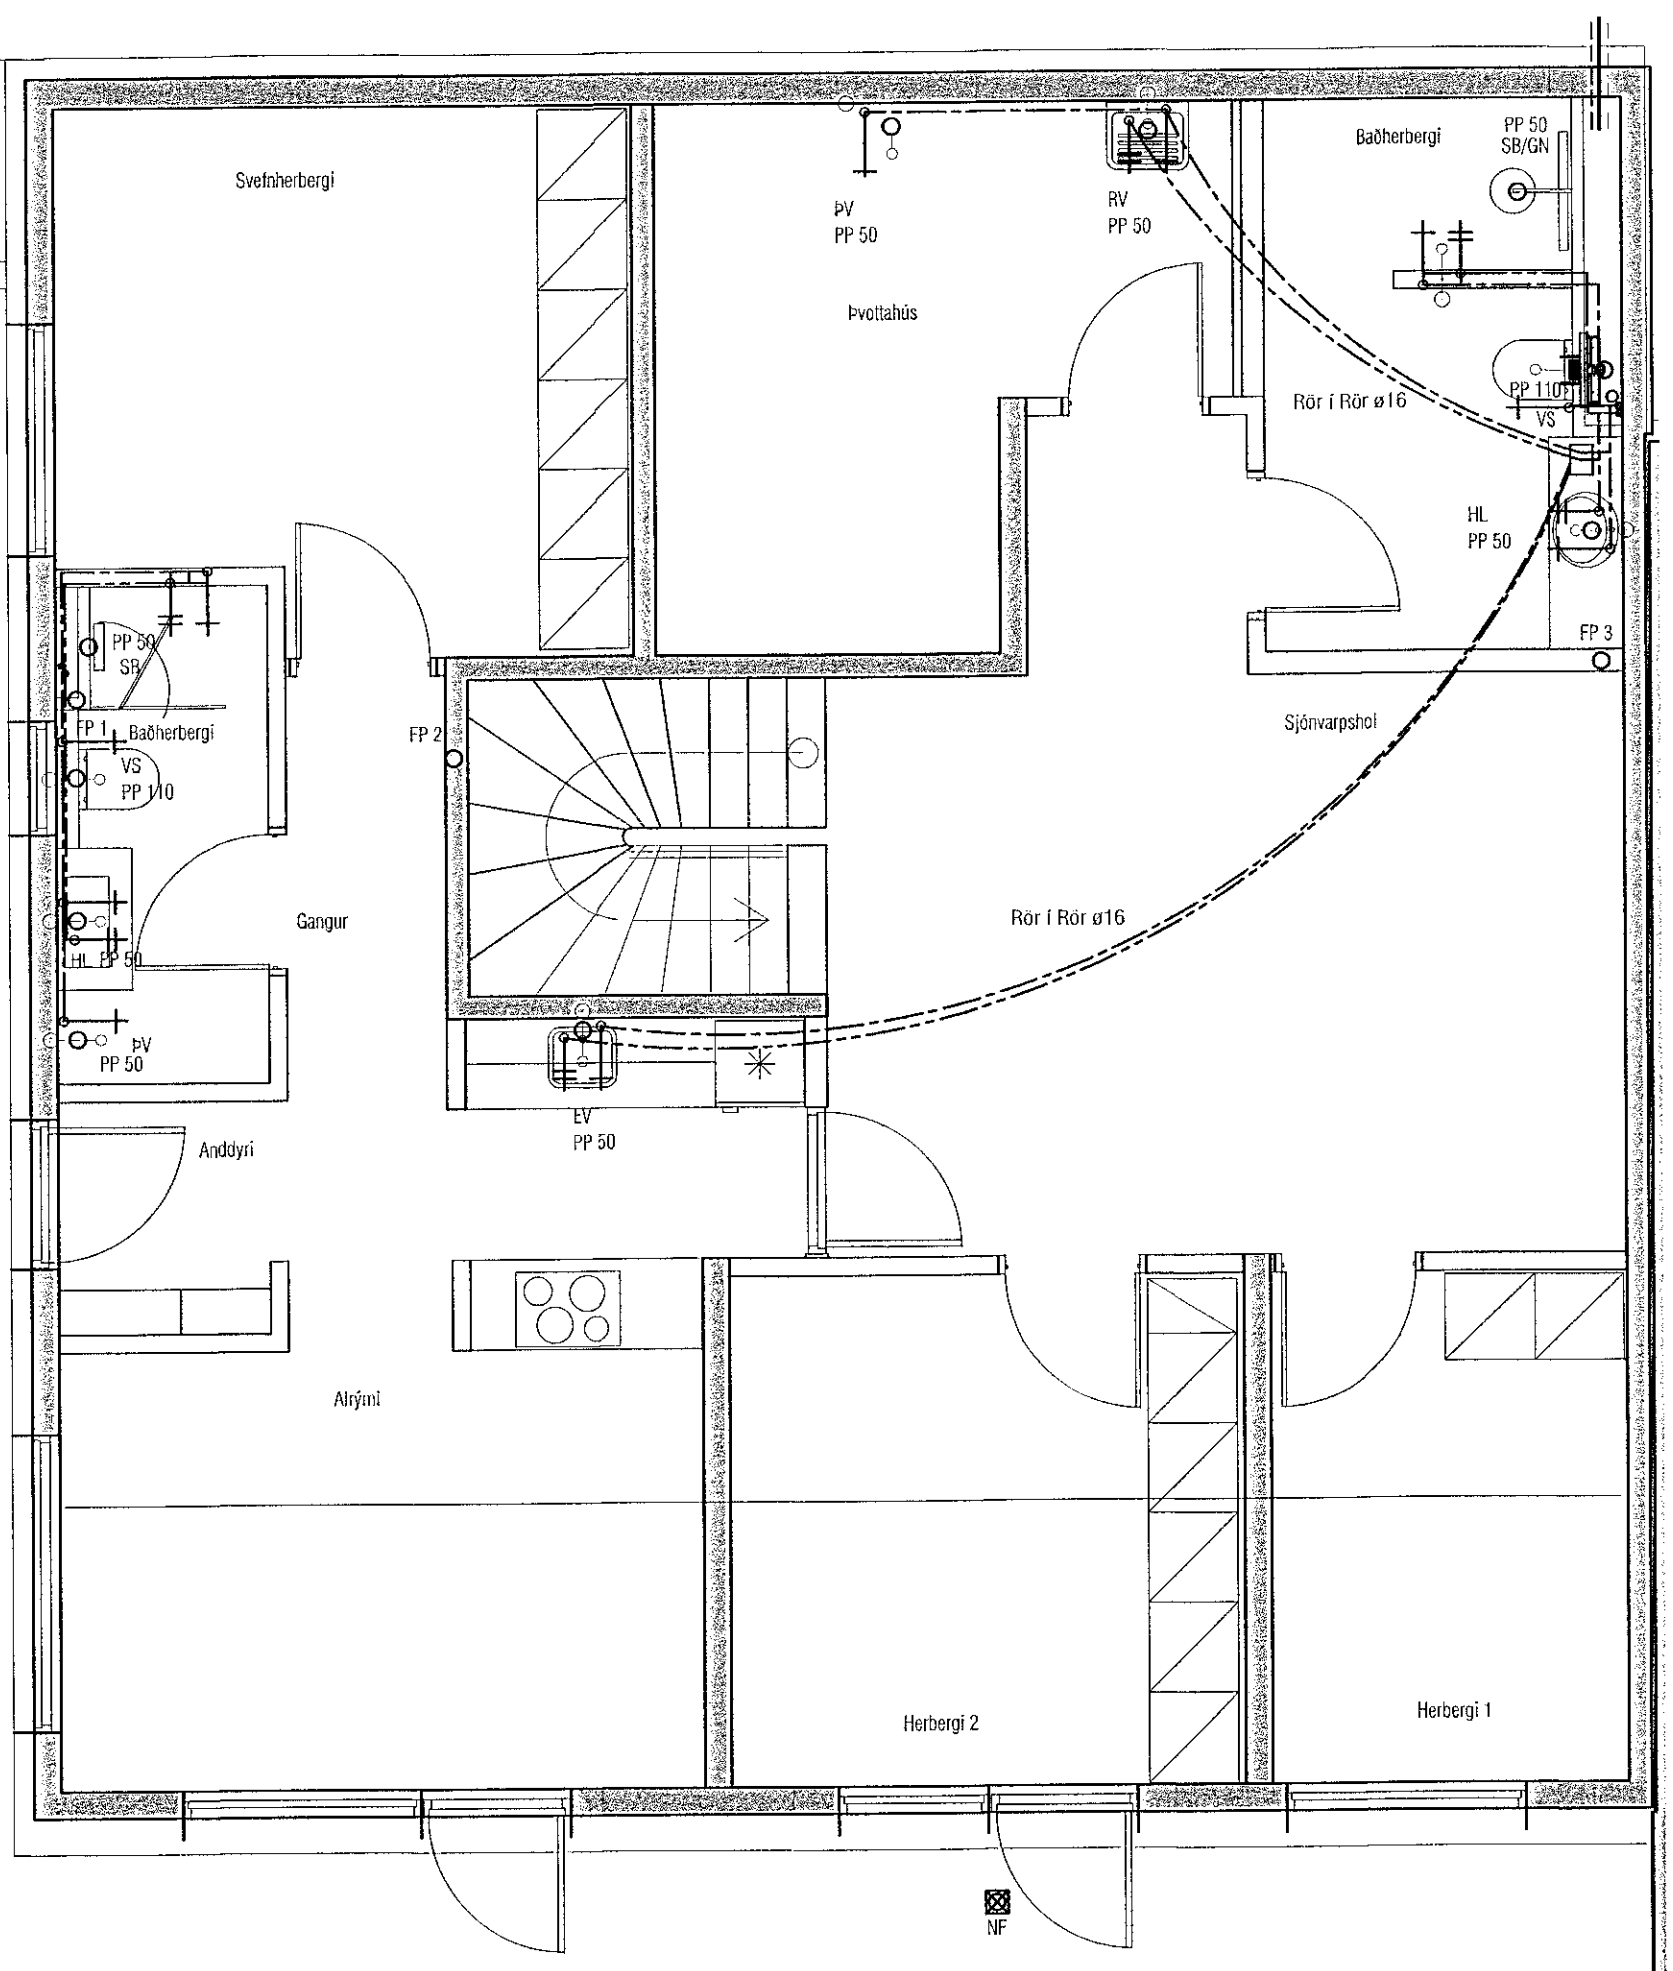 Svefnherbergi
ÞV
PP 50
RV
PP 50
Baðherbergi
PP 50
SB/GN
Þvottahús
Rör í Rör ø16
PP 110
VS
HL
PP 50
FP 3
PP 50
SB
FP 1
Baðherbergi
VS
PP 110
FP 2
Sjónvarpshol
Gangur
HL PP 50
Rör í Rör ø16
ÞV
PP 50
EV
PP 50
Anddyri
Alrými
Herbergi 2
Herbergi 1
NF